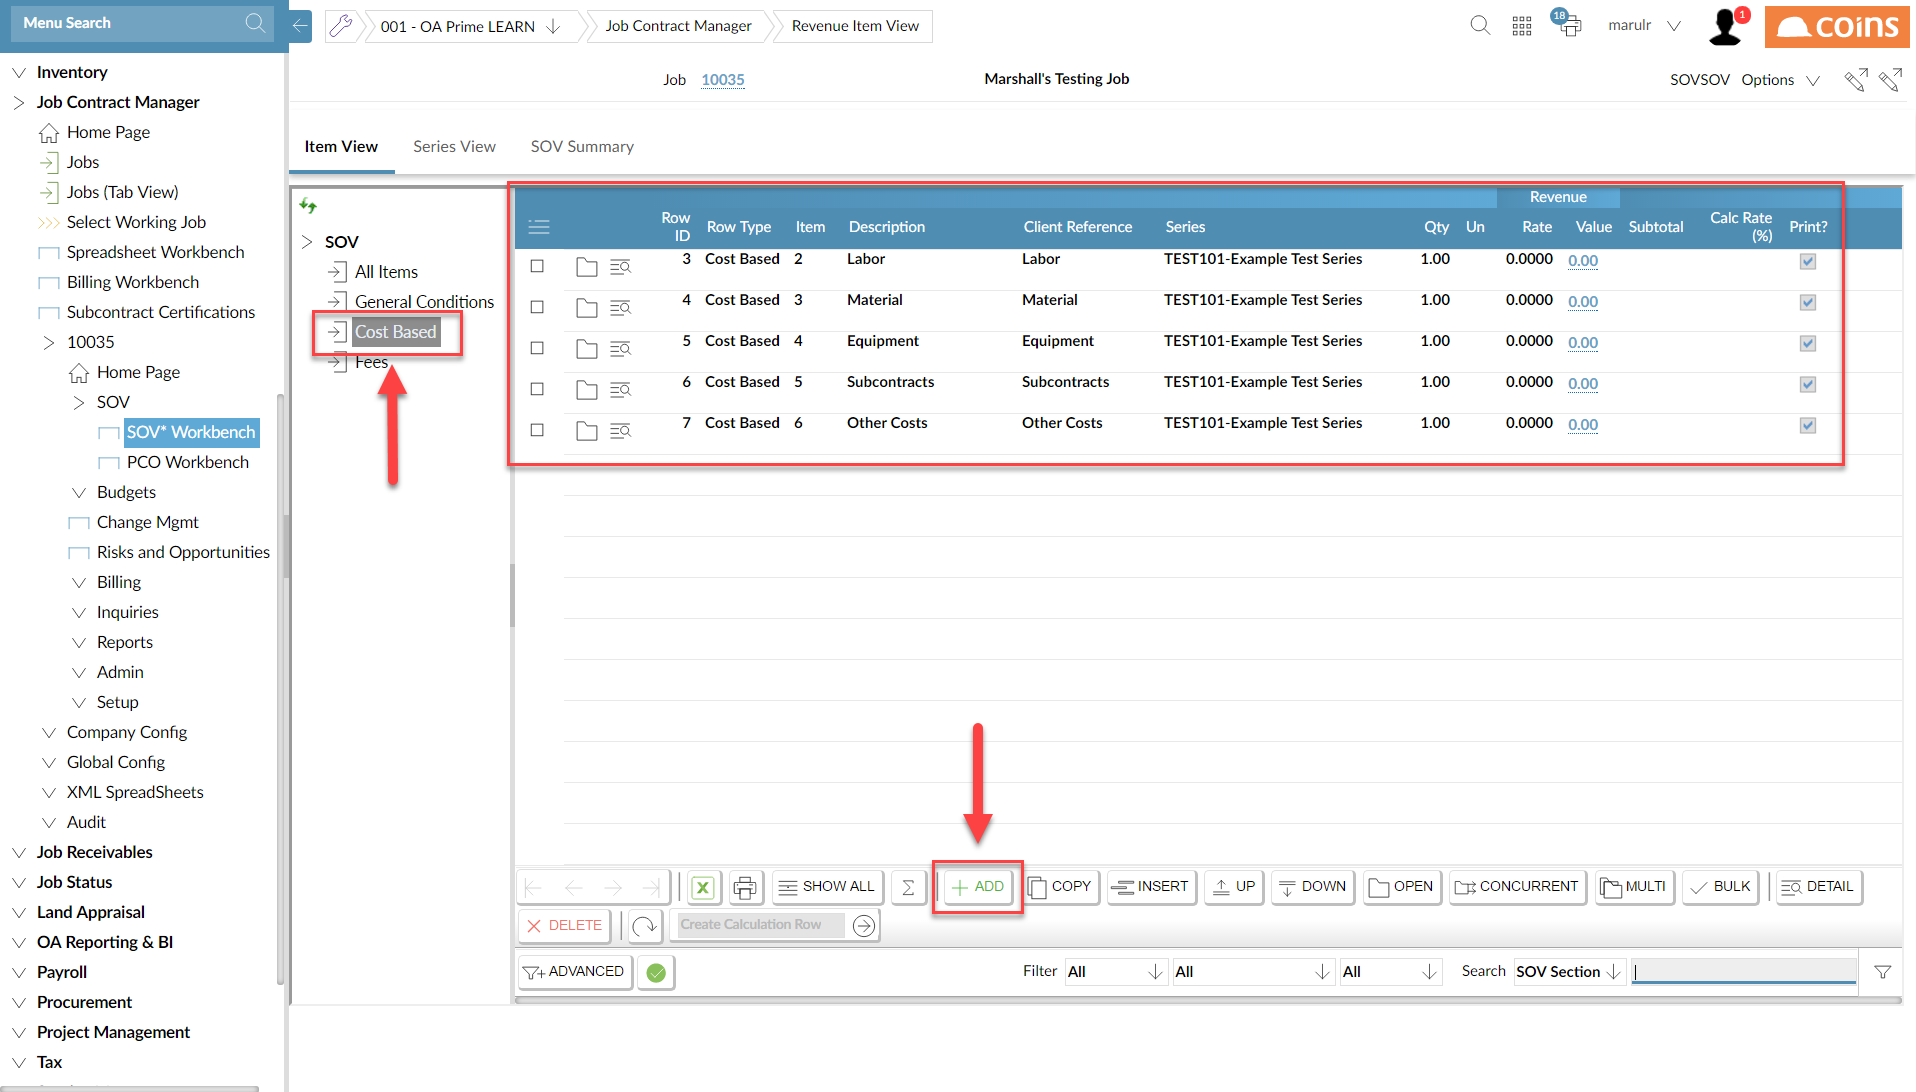 Menu Search
001 - OA Prime LEARN
Job Contract Manager
Revenue Item View
18
marulr
1
coins
Job 10035
Marshall's Testing Job
SOVSOV Options
Item View
Series View
SOV Summary
Inventory
Job Contract Manager
Home Page
Jobs
Jobs (Tab View)
Select Working Job
Spreadsheet Workbench
Billing Workbench
Subcontract Certifications
10035
Home Page
SOV
SOV* Workbench
PCO Workbench
Budgets
Change Mgmt
Risks and Opportunities
Billing
Inquiries
Reports
Admin
Setup
Company Config
Global Config
XML SpreadSheets
Audit
Job Receivables
Job Status
Land Appraisal
OA Reporting & BI
Payroll
Procurement
Project Management
Tax
SOV
All Items
General Conditions
Cost Based
Fees
Revenue
Row ID Row Type Item Description Client Reference Series Qty Un Rate Value Subtotal Calc Rate (%) Print?
3 Cost Based 2 Labor Labor TEST101-Example Test Series 1.00 0.0000 0.00
4 Cost Based 3 Material Material TEST101-Example Test Series 1.00 0.0000 0.00
5 Cost Based 4 Equipment Equipment TEST101-Example Test Series 1.00 0.0000 0.00
6 Cost Based 5 Subcontracts Subcontracts TEST101-Example Test Series 1.00 0.0000 0.00
7 Cost Based 6 Other Costs Other Costs TEST101-Example Test Series 1.00 0.0000 0.00
X SHOW ALL Σ + ADD COPY INSERT UP DOWN OPEN CONCURRENT MULTI BULK DETAIL
DELETE Create Calculation Row
ADVANCED Filter All All All Search SOV Section